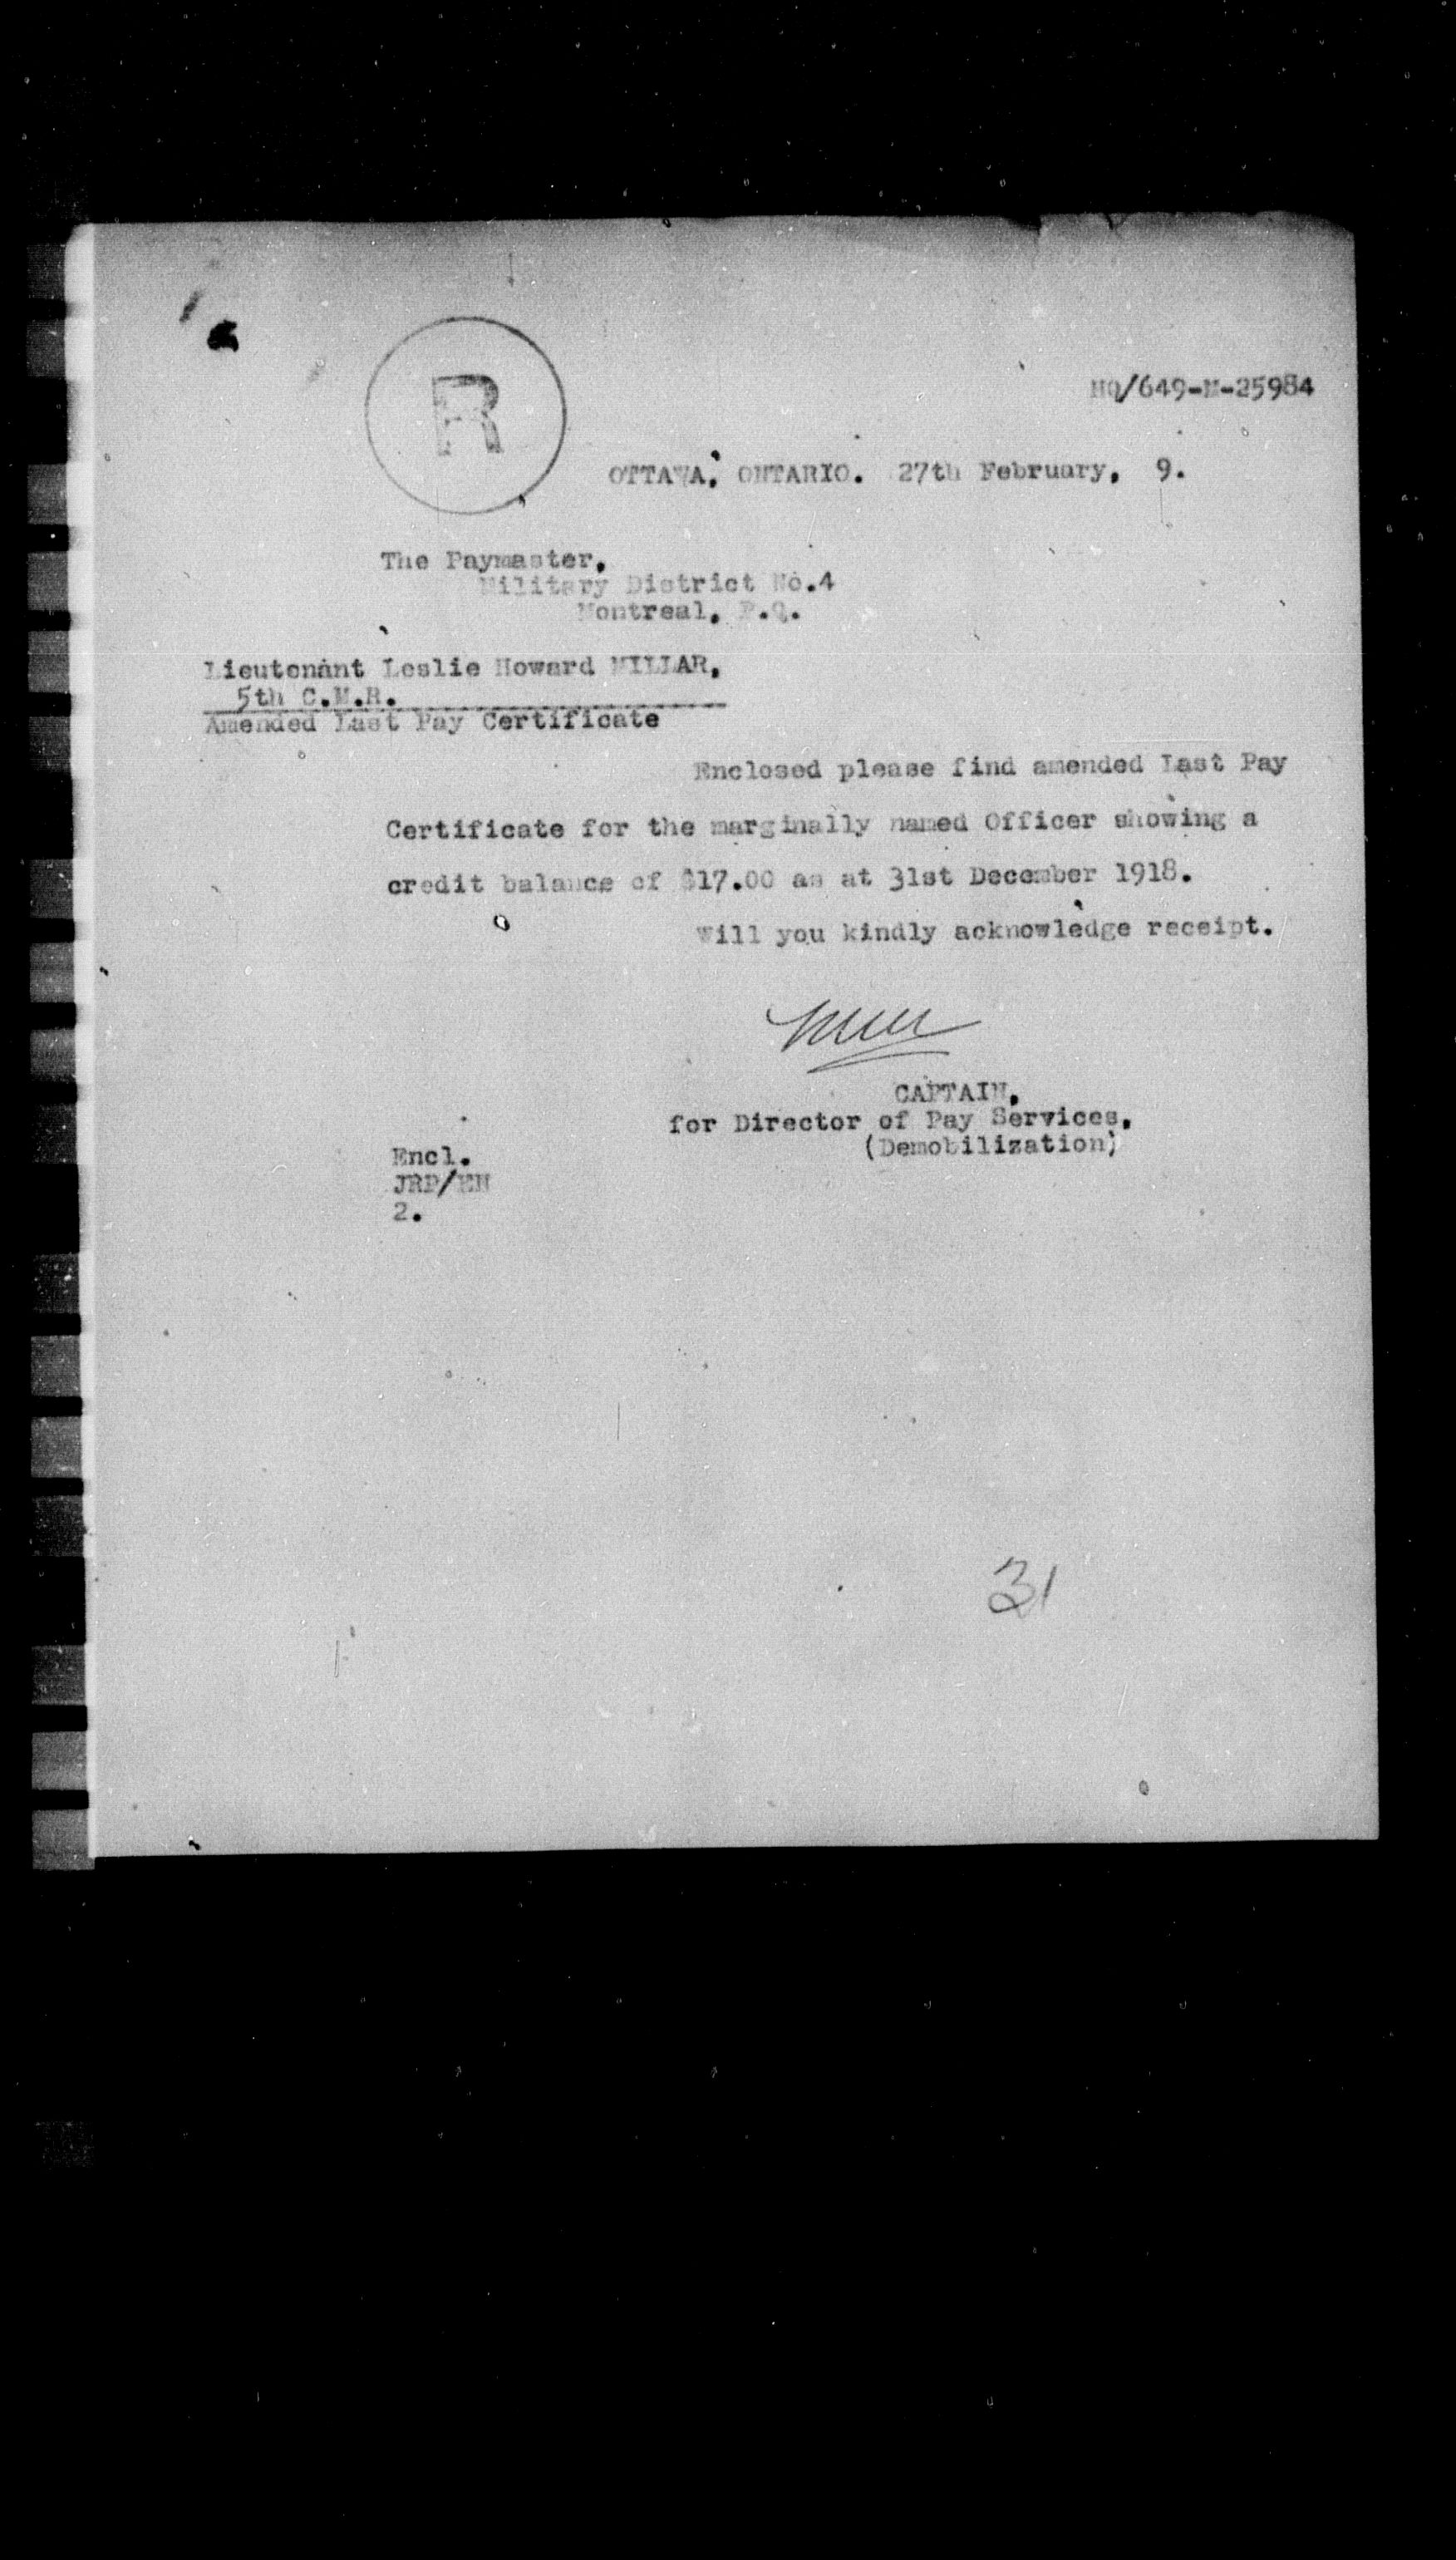 R
HQ/649-M-25984
OTTAWA, ONTARIO. 27th February, 9.
The Paymaster,
Military District No.4
Montreal, P.Q.
Lieutenant Leslie Howard MILLAR,
5th C.M.R.
Amended Last Pay Certificate
Enclosed please find amended Last Pay
Certificate for the marginally named Officer showing a
credit balance of $17.00 as at 31st December 1918.
Will you kindly acknowledge receipt.
CAPTAIN,
for Director of Pay Services,
(Demobilization)
Encl.
JRP/EH
2.
31